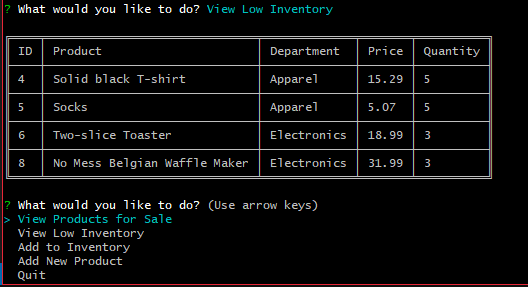 ? What would you like to do? View Low Inventory
ID Product Department Price Quantity
4 Solid black T-shirt Apparel 15.29 5
5 Socks Apparel 5.07 5
6 Two-slice Toaster Electronics 18.99 3
8 No Mess Belgian Waffle Maker Electronics 31.99 3
? What would you like to do? (Use arrow keys)
> View Products for Sale
View Low Inventory
Add to Inventory
Add New Product
Quit